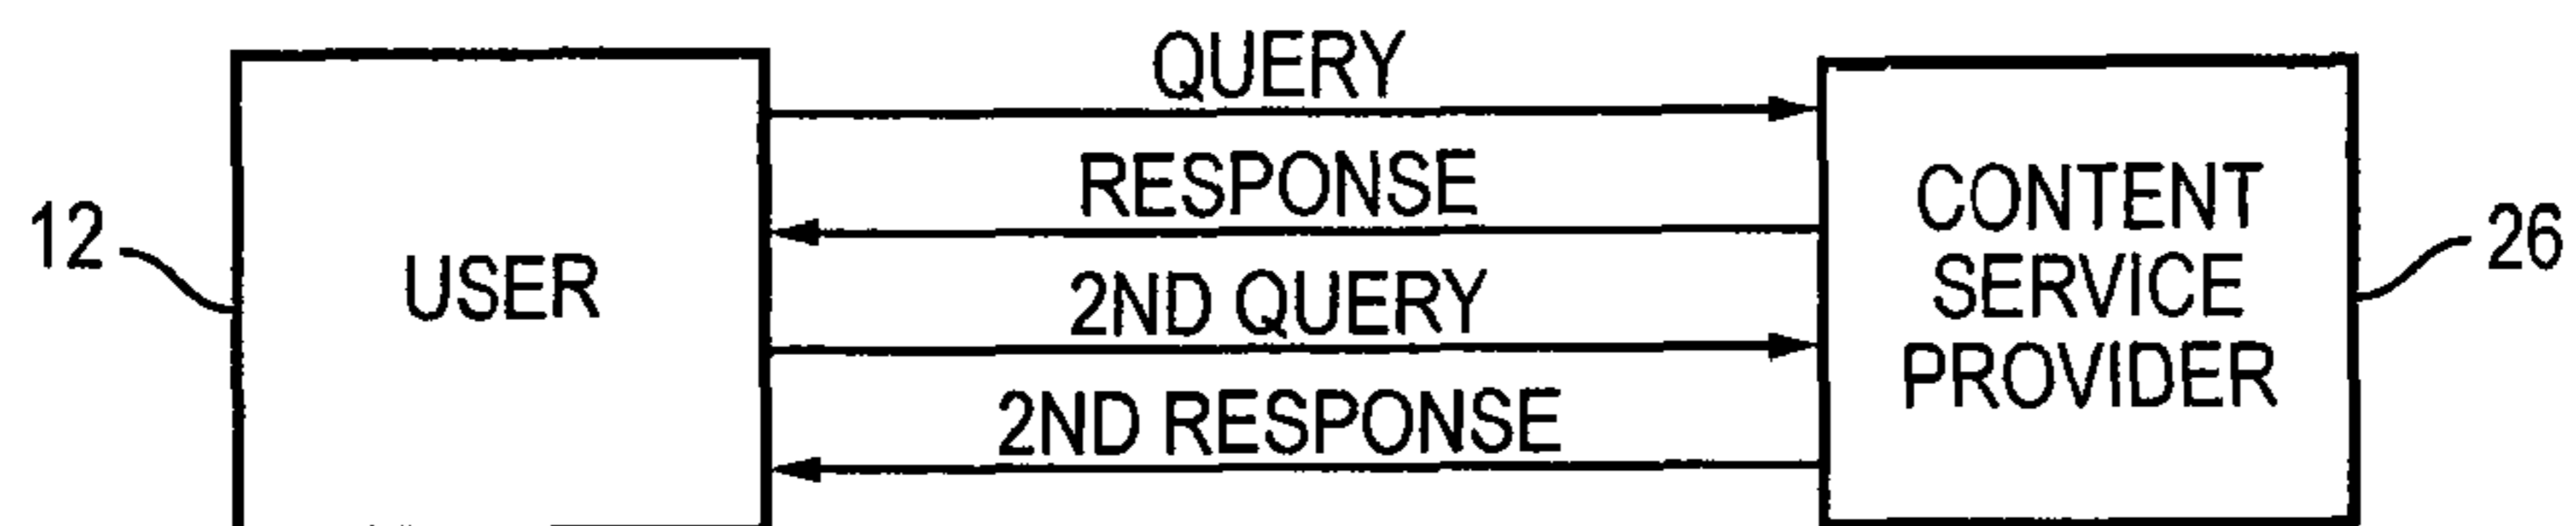 QUERY
RESPONSE
2ND QUERY
2ND RESPONSE
12
USER
CONTENT
SERVICE
PROVIDER
26